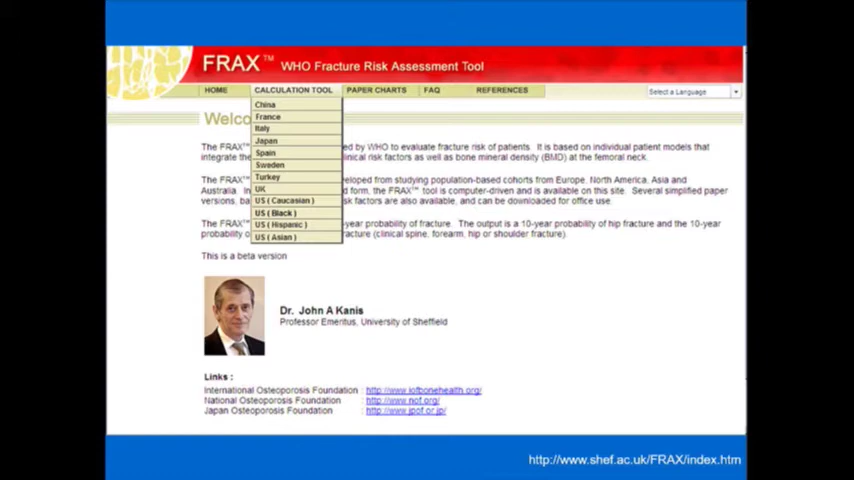 FRAX™ WHO Fracture Risk Assessment Tool
HOME CALCULATION TOOL PAPER CHARTS FAQ REFERENCES Select a Language
China
France
Italy
Japan
Spain
Sweden
Turkey
UK
US ( Caucasian )
US ( Black )
US ( Hispanic )
US ( Asian )
Welco
The FRAX™ ed by WHO to evaluate fracture risk of patients. It is based on individual patient models that
integrate the linical risk factors as well as bone mineral density (BMD) at the femoral neck.
The FRAX™ eloped from studying population-based cohorts from Europe, North America, Asia and
Australia. In d form, the FRAX™ tool is computer-driven and is available on this site. Several simplified paper
versions, ba sk factors are also available, and can be downloaded for office use.
The FRAX™ -year probability of fracture. The output is a 10-year probability of hip fracture and the 10-year
probability o acture (clinical spine, forearm, hip or shoulder fracture).
This is a beta version
Dr. John A Kanis
Professor Emeritus, University of Sheffield
Links :
International Osteoporosis Foundation : http://www.iofbonehealth.org/
National Osteoporosis Foundation : http://www.nof.org/
Japan Osteoporosis Foundation : http://www.jpof.or.jp/
http://www.shef.ac.uk/FRAX/index.htm